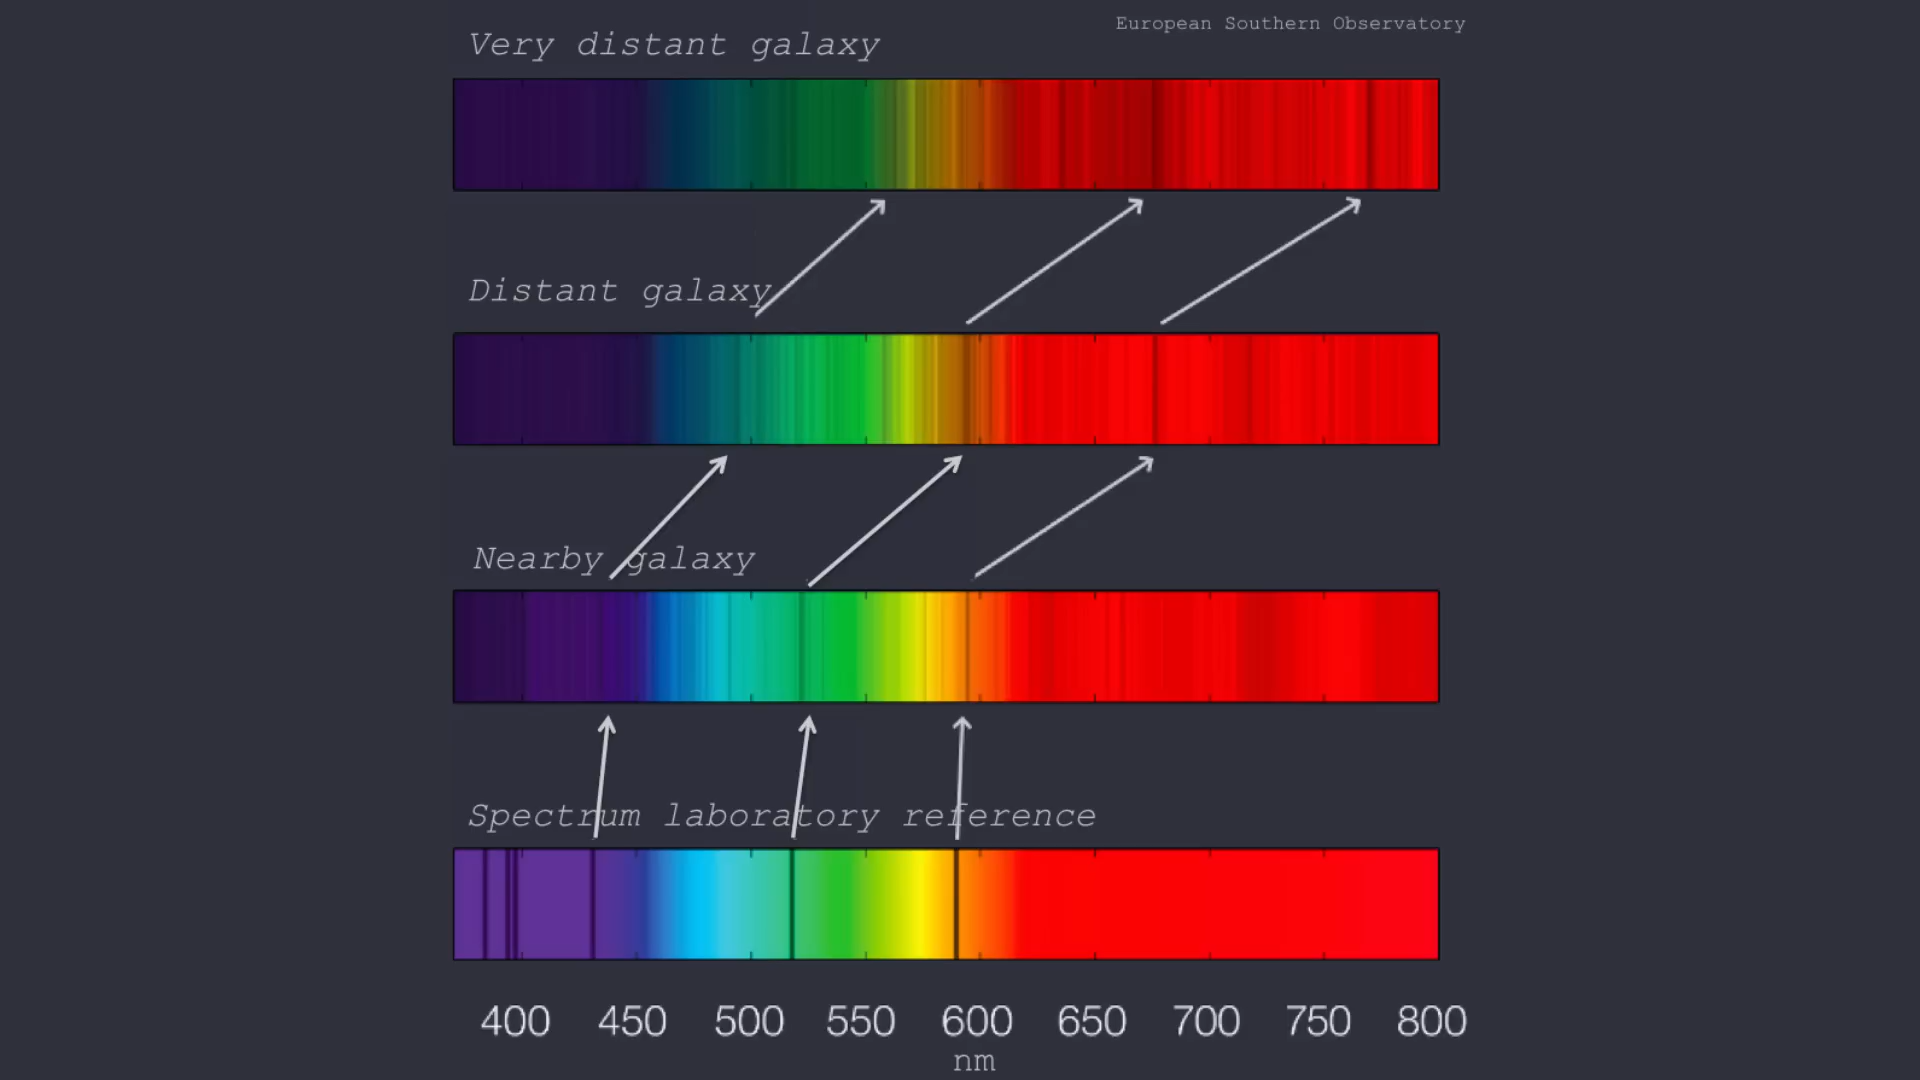 European Southern Observatory
Very distant galaxy
Distant galaxy
Nearby galaxy
Spectrum laboratory reference
400 450 500 550 600 650 700 750 800
nm